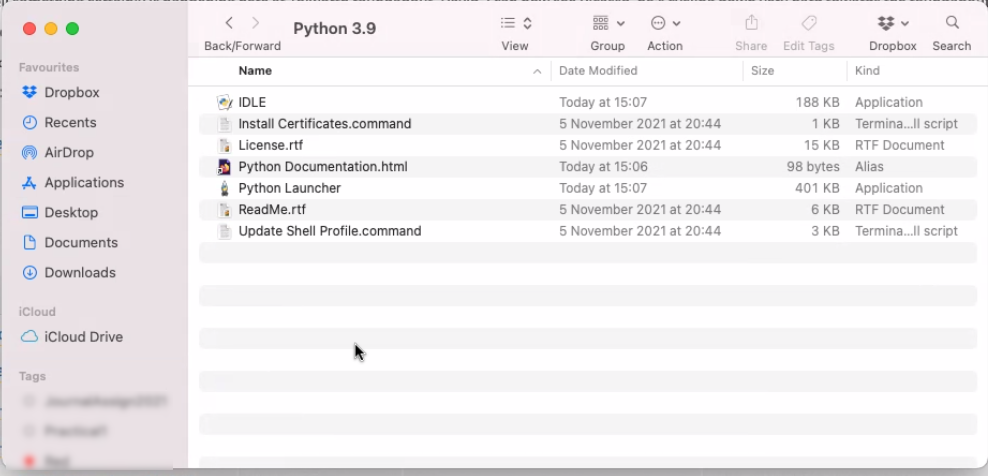 Python 3.9
Back/Forward
View
Group
Action
Share
Edit Tags
Dropbox
Search
Favourites
Dropbox
Recents
AirDrop
Applications
Desktop
Documents
Downloads
iCloud
iCloud Drive
Tags
Name Date Modified Size Kind
IDLE Today at 15:07 188 KB Application
Install Certificates.command 5 November 2021 at 20:44 1 KB Termina...ll script
License.rtf 5 November 2021 at 20:44 15 KB RTF Document
Python Documentation.html Today at 15:06 98 bytes Alias
Python Launcher Today at 15:07 401 KB Application
ReadMe.rtf 5 November 2021 at 20:44 6 KB RTF Document
Update Shell Profile.command 5 November 2021 at 20:44 3 KB Termina...ll script